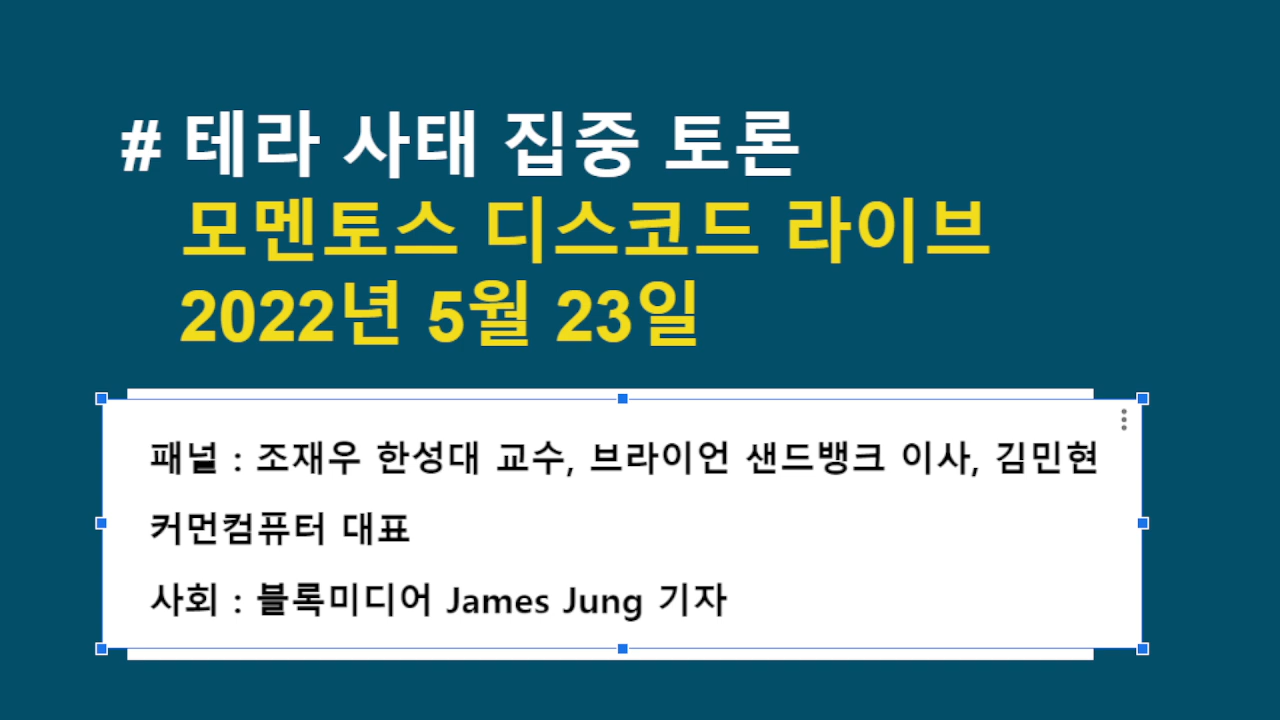 # 테라 사태 집중 토론
모멘토스 디스코드 라이브
2022년 5월 23일
패널 : 조재우 한성대 교수, 브라이언 샌드뱅크 이사, 김민현
커먼컴퓨터 대표
사회 : 블록미디어 James Jung 기자